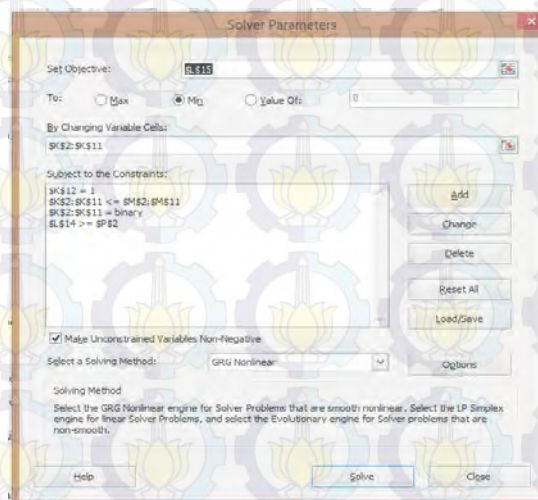 Solver Parameters
Set Objective: $L$15
To: Max Min Value Of: 0
By Changing Variable Cells:
$K$2:$K$11
Subject to the Constraints:
$K$12 = 1
$K$2:$K$11 <= $M$2:$M$11
$K$2:$K$11 = binary
$L$14 >= $P$2
Add
Change
Delete
Reset All
Load/Save
Make Unconstrained Variables Non-Negative
Select a Solving Method: GRG Nonlinear Options
Solving Method
Select the GRG Nonlinear engine for Solver Problems that are smooth nonlinear. Select the LP Simplex
engine for linear Solver Problems, and select the Evolutionary engine for Solver problems that are
non-smooth.
Help Solve Close